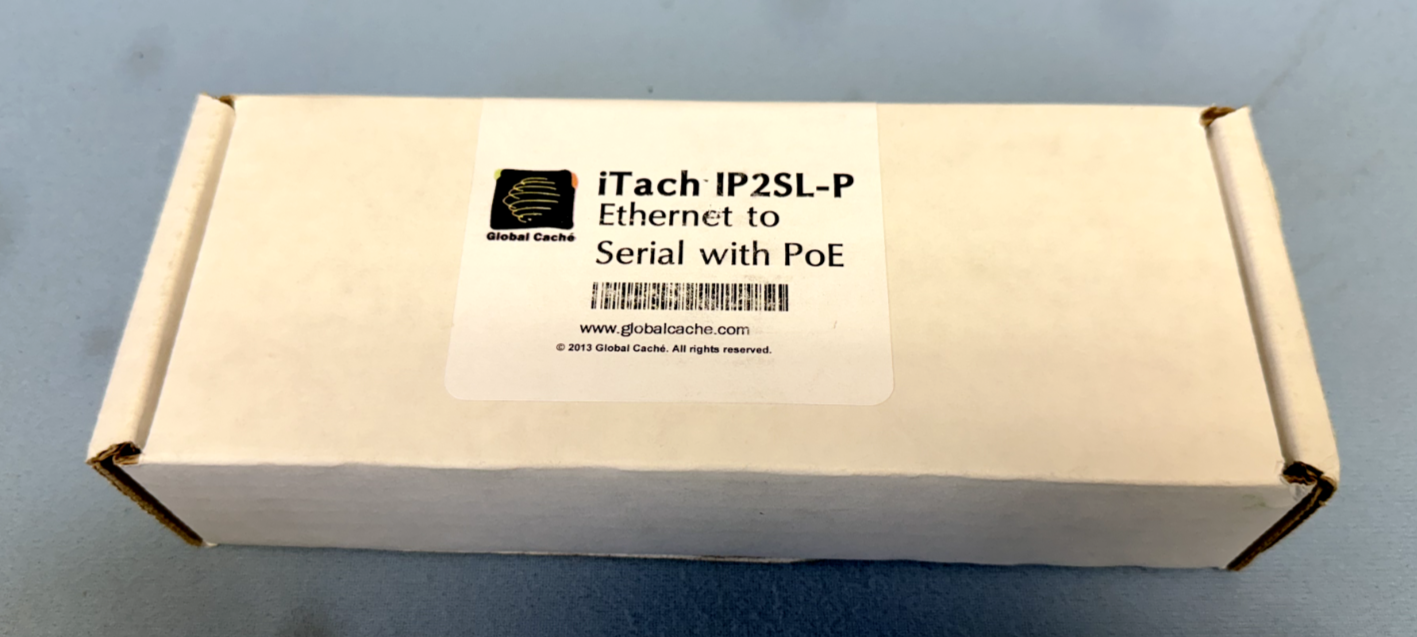 iTach IP2SL-P
Ethernet to
Serial with PoE
Global Caché
www.globalcache.com
© 2013 Global Caché. All rights reserved.